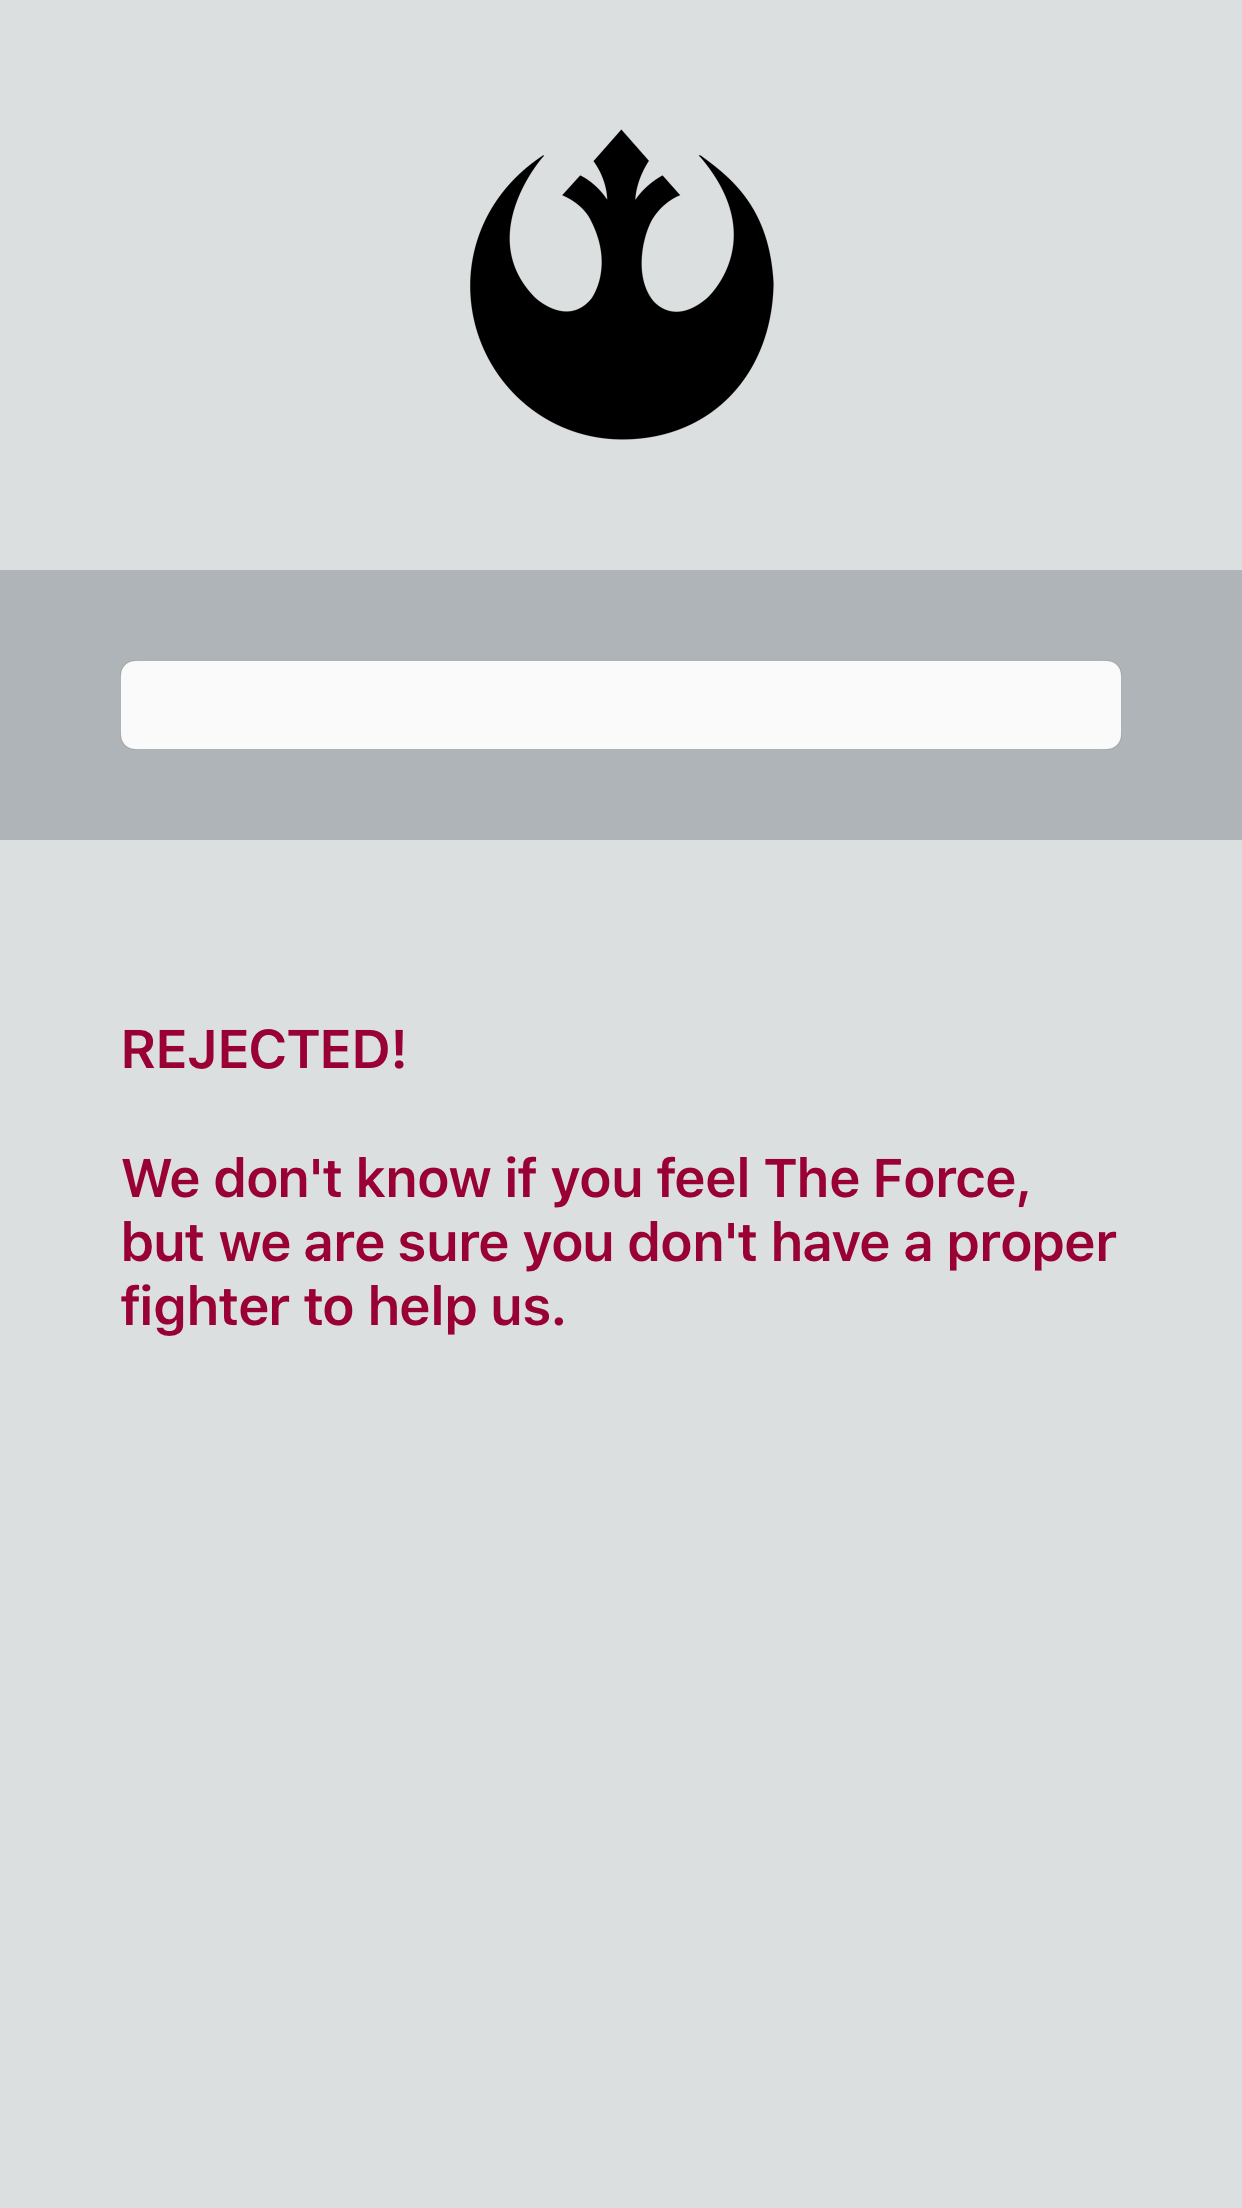 REJECTED!
We don't know if you feel The Force,
but we are sure you don't have a proper
fighter to help us.